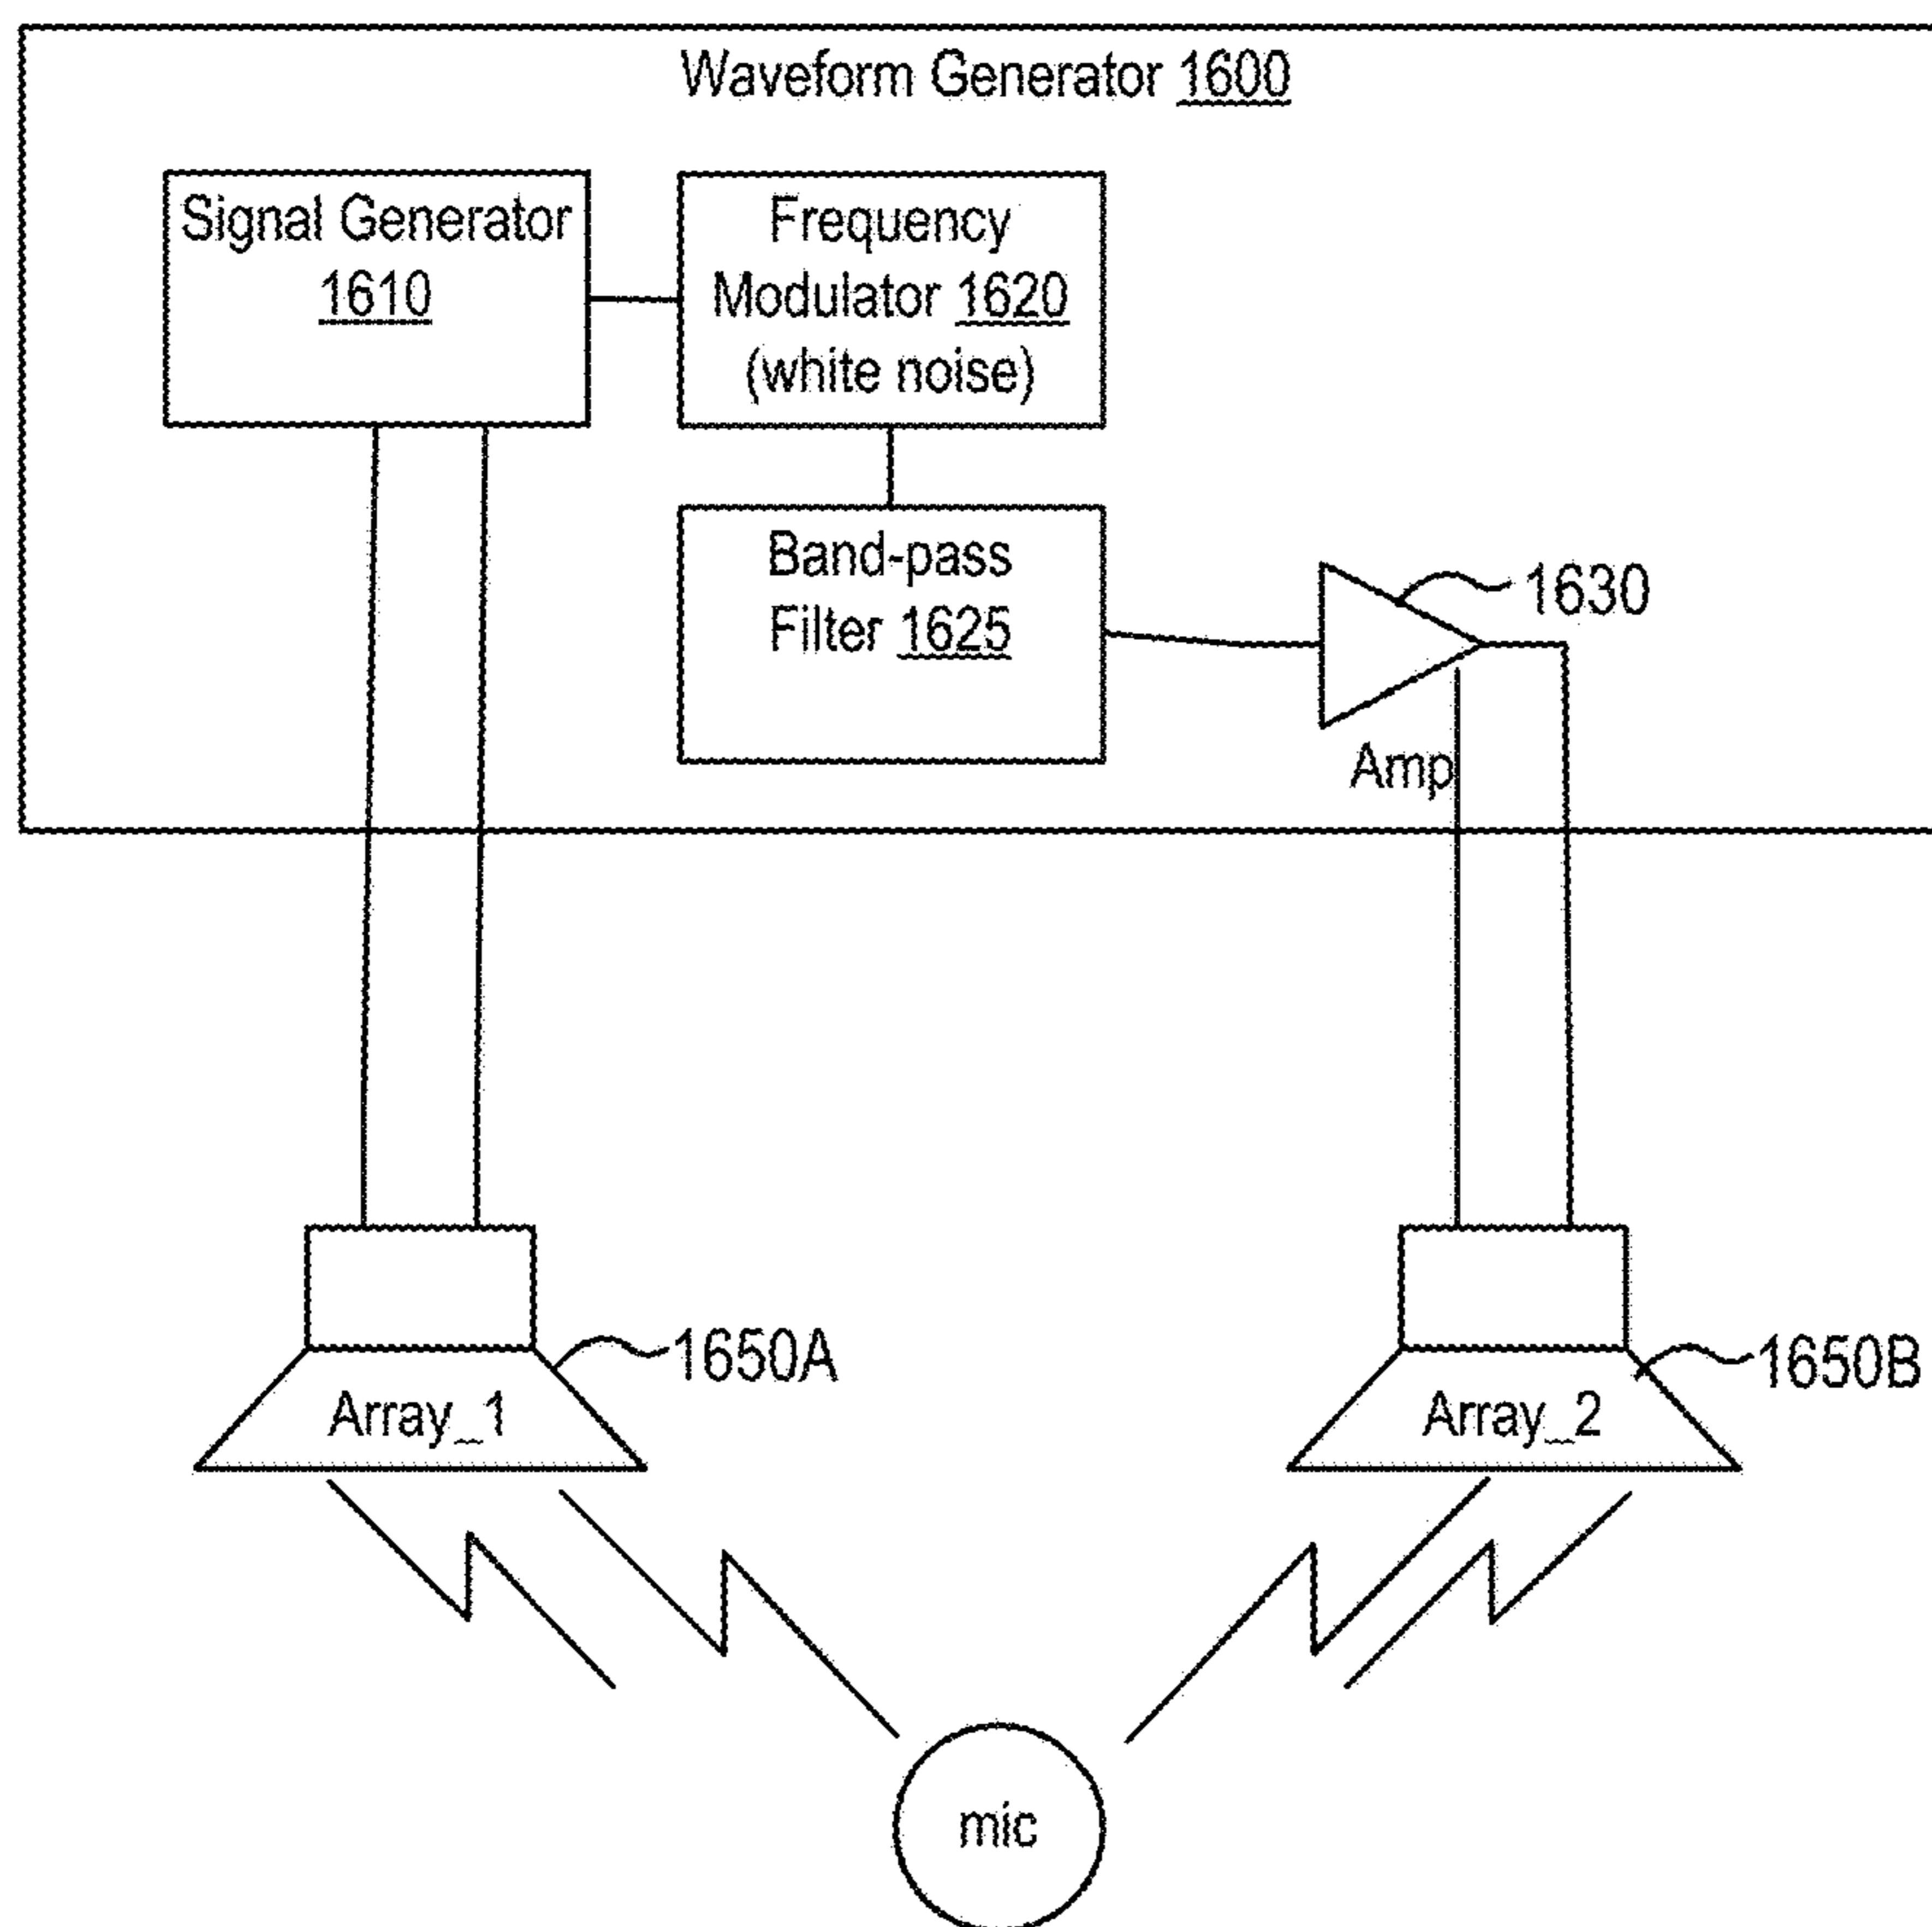 Waveform Generator 1600
Signal Generator
1610
Frequency
Modulator 1620
(white noise)
Band-pass
Filter 1625
1630
Amp
1650A
Array_1
1650B
Array_2
mic